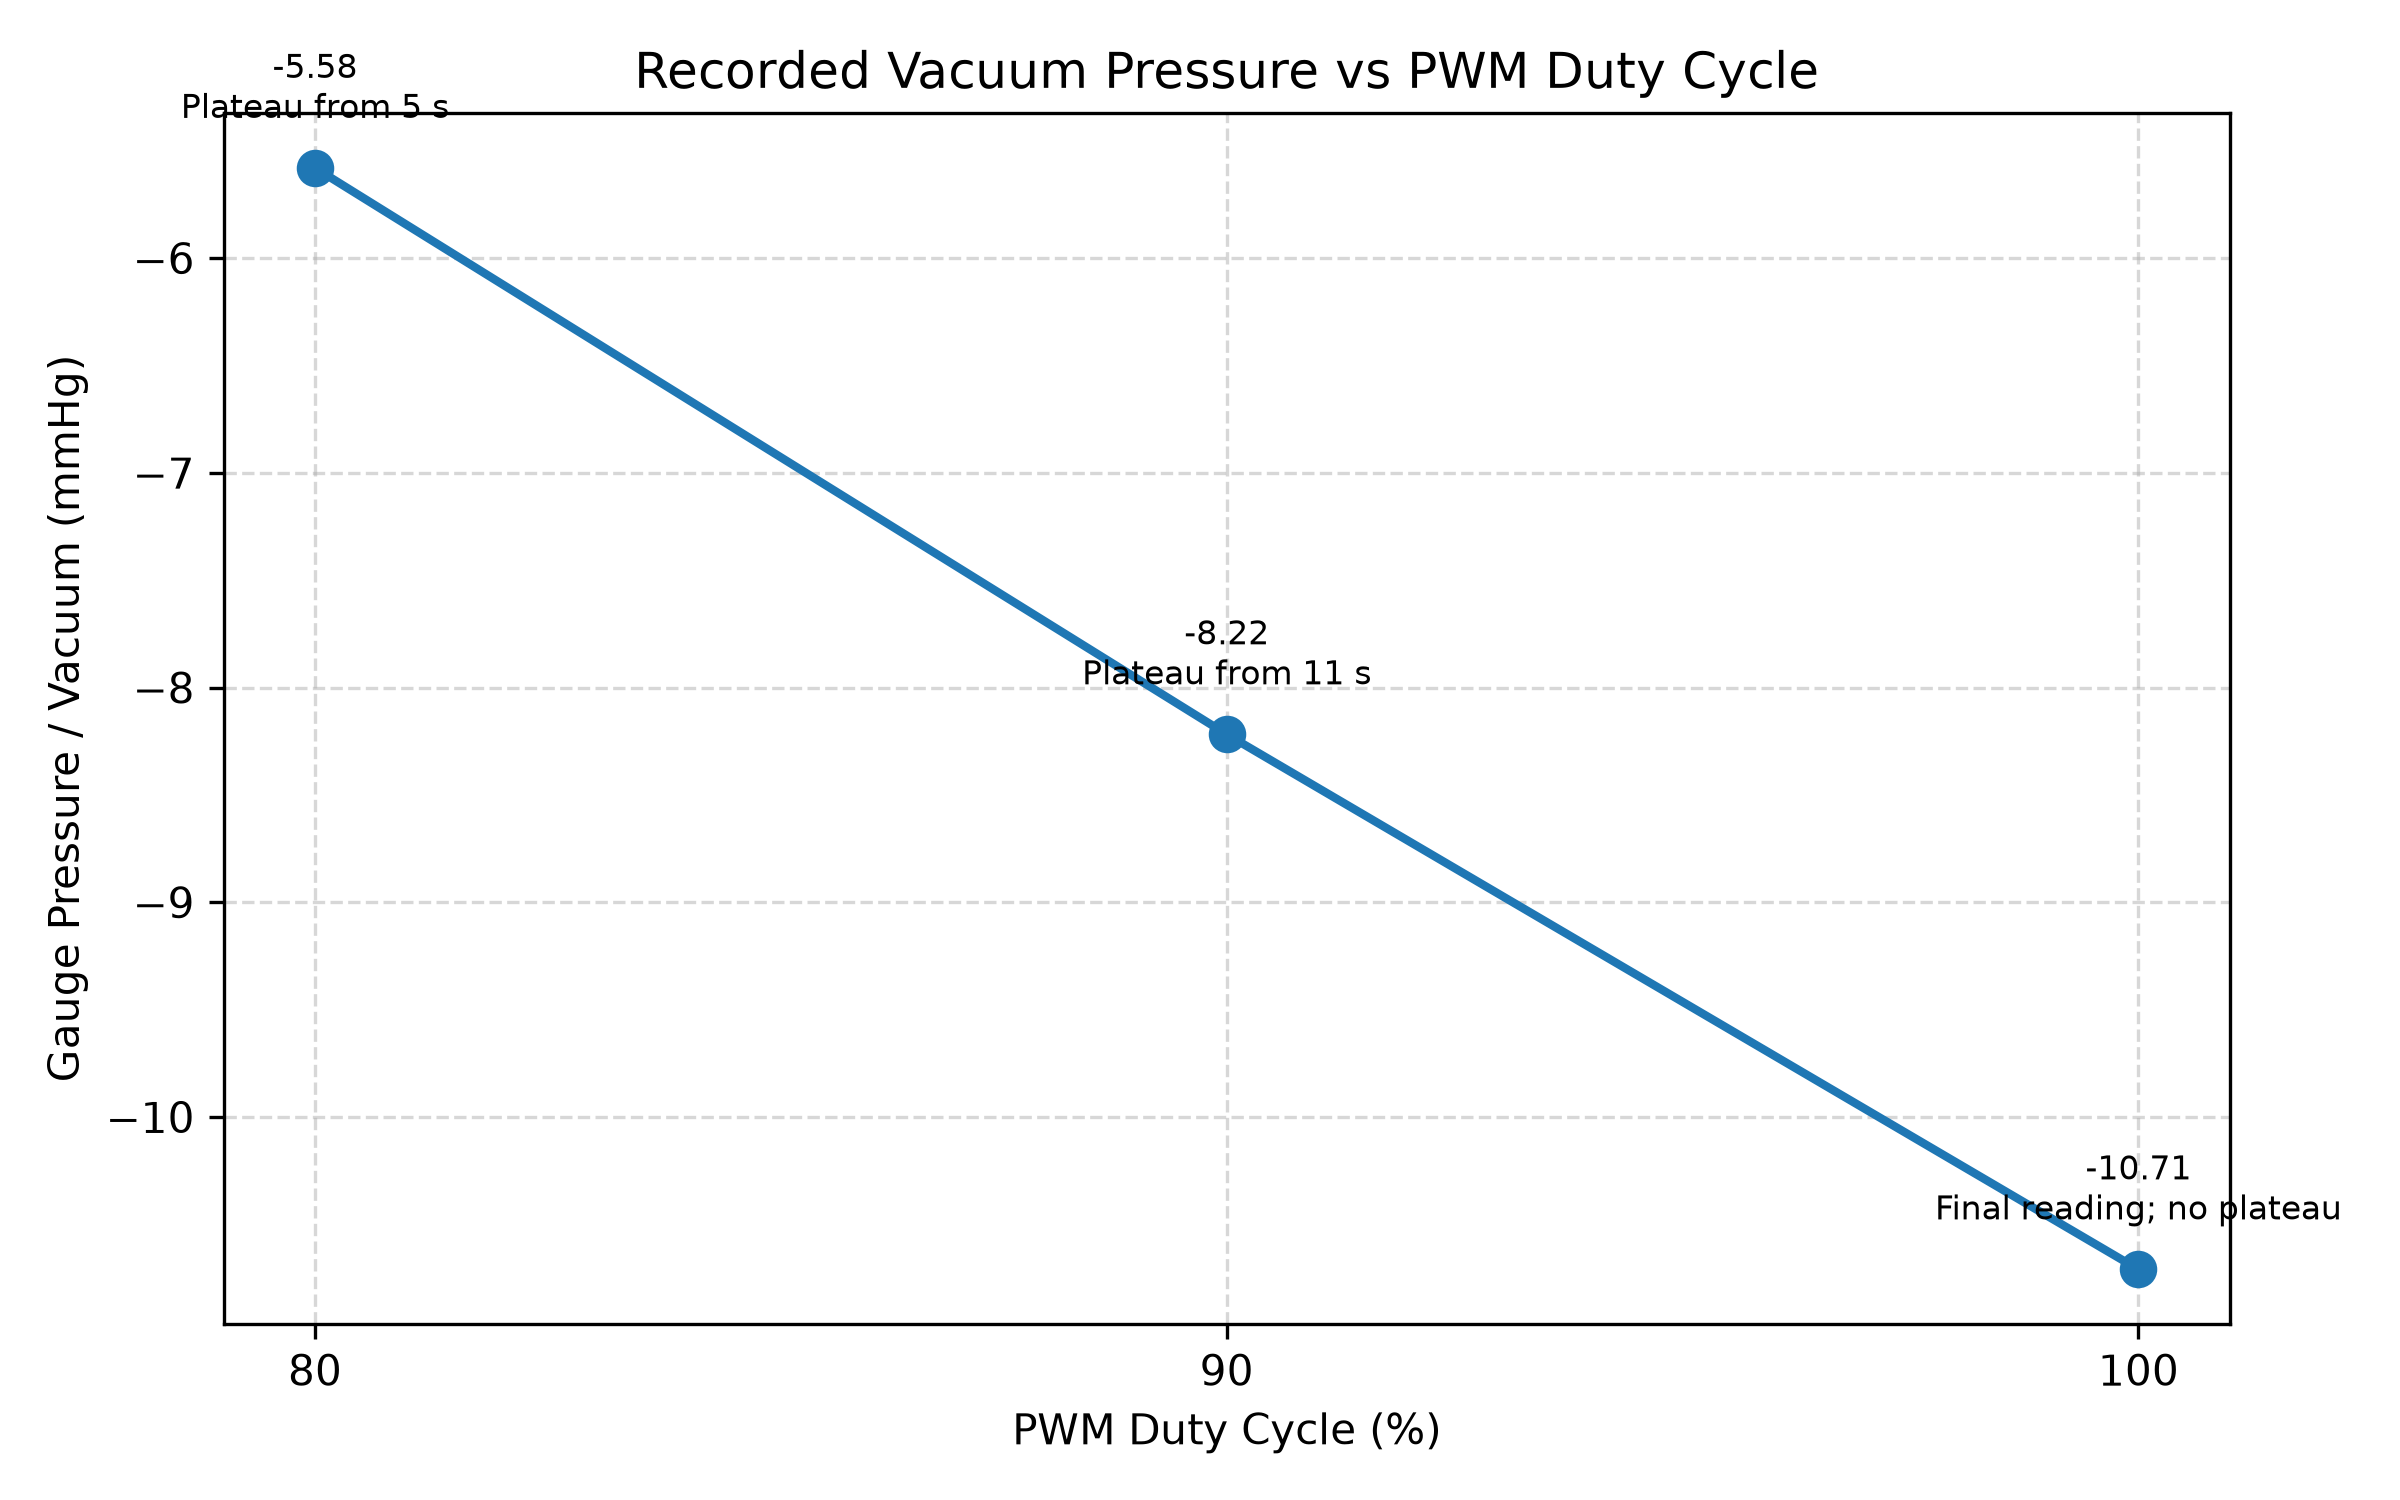 -5.58
Plateau from 5 s
Recorded Vacuum Pressure vs PWM Duty Cycle
Gauge Pressure / Vacuum (mmHg)
−6
−7
-8.22
Plateau from 11 s
−8
−9
−10
-10.71
Final reading; no plateau
80
90
100
PWM Duty Cycle (%)